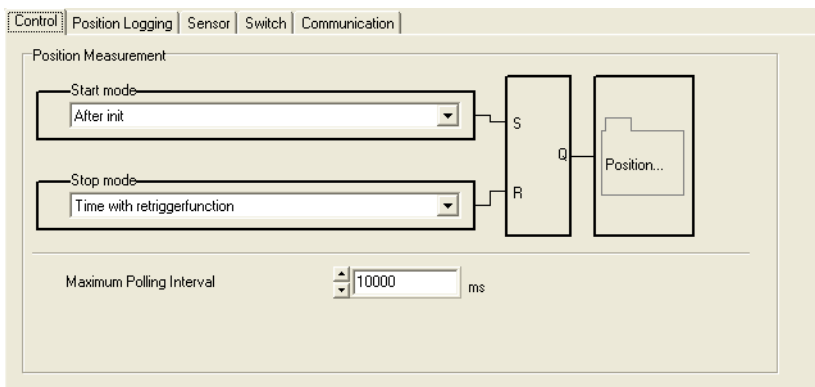 Control Position Logging Sensor Switch Communication
Position Measurement
Start mode
After init
S
Q
Position...
Stop mode
Time with retriggerfunction
R
Maximum Polling Interval 10000 ms